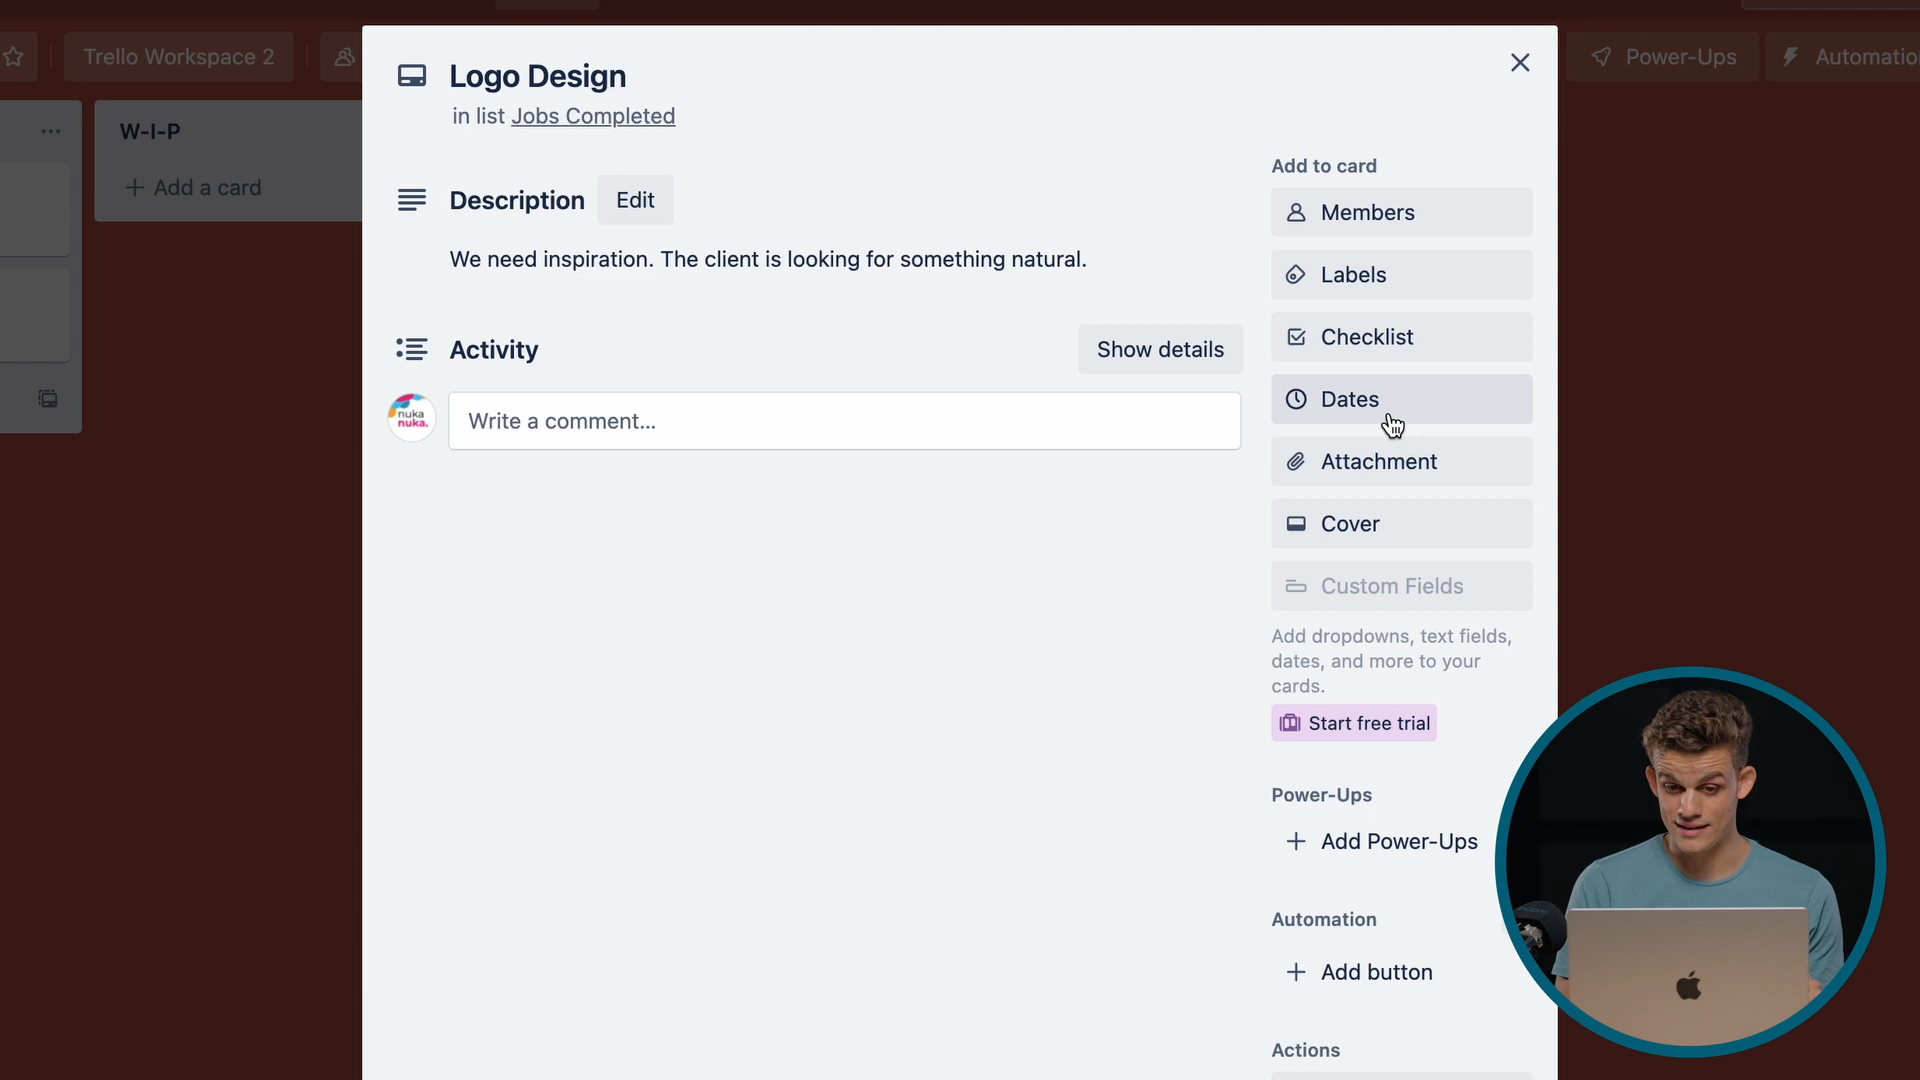 Trello Workspace 2
Power-Ups
Automatio
W-I-P
Add a card
Logo Design
in list Jobs Completed
Description
Edit
We need inspiration. The client is looking for something natural.
Activity
Show details
nuka
nuka.
Write a comment...
Add to card
Members
Labels
Checklist
Dates
Attachment
Cover
Custom Fields
Add dropdowns, text fields,
dates, and more to your
cards.
Start free trial
Power-Ups
Add Power-Ups
Automation
Add button
Actions